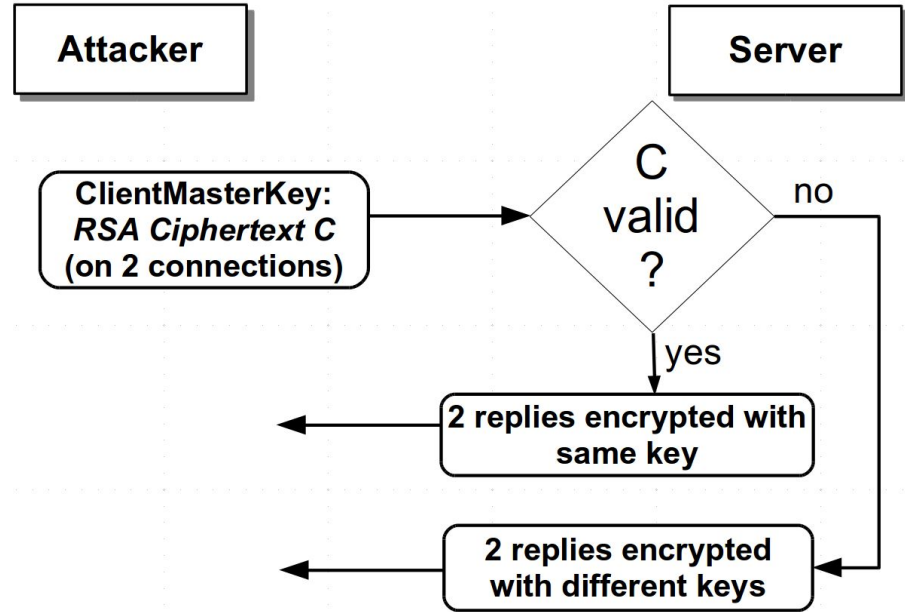 Attacker
Server
ClientMasterKey:
RSA Ciphertext C
(on 2 connections)
C
valid
?
no
yes
2 replies encrypted with
same key
2 replies encrypted
with different keys